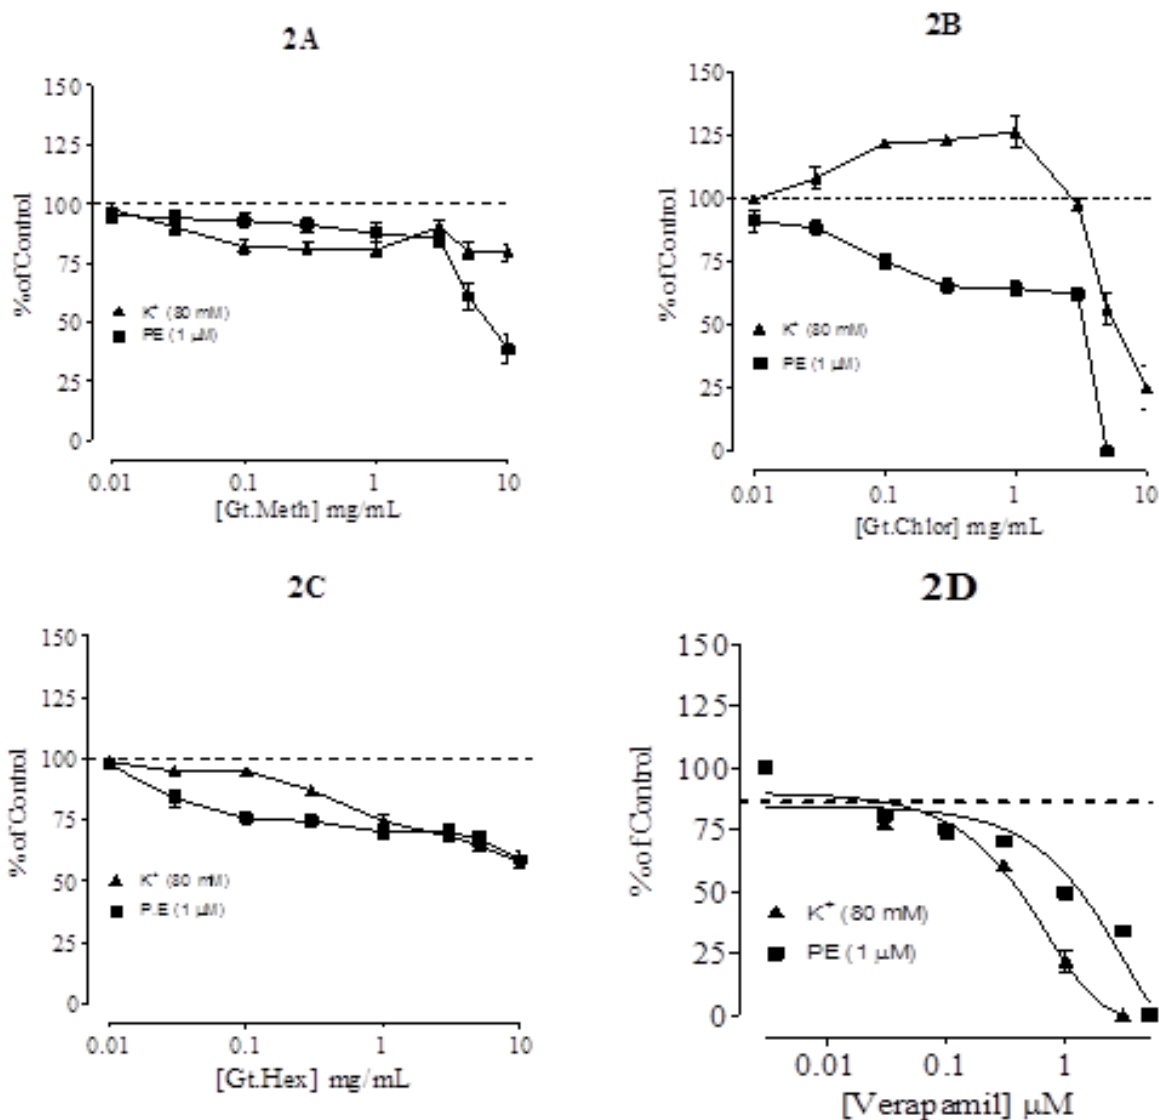 2A
150
125
100
75
50
25
0
% of Control
K+ (80 mM)
PE (1 μM)
0.01 0.1 1 10
[Gt.Meth] mg/mL
2B
150
125
100
75
50
25
0
% of Control
K+ (80 mM)
PE (1 μM)
0.01 0.1 1 10
[Gt.Chlor] mg/mL
2C
150
125
100
75
50
25
0
% of Control
K+ (80 mM)
P.E (1 μM)
0.01 0.1 1 10
[Gt.Hex] mg/mL
2D
150
125
100
75
50
25
0
% of Control
K+ (80 mM)
PE (1 μM)
0.01 0.1 1
[Verapamil] μM